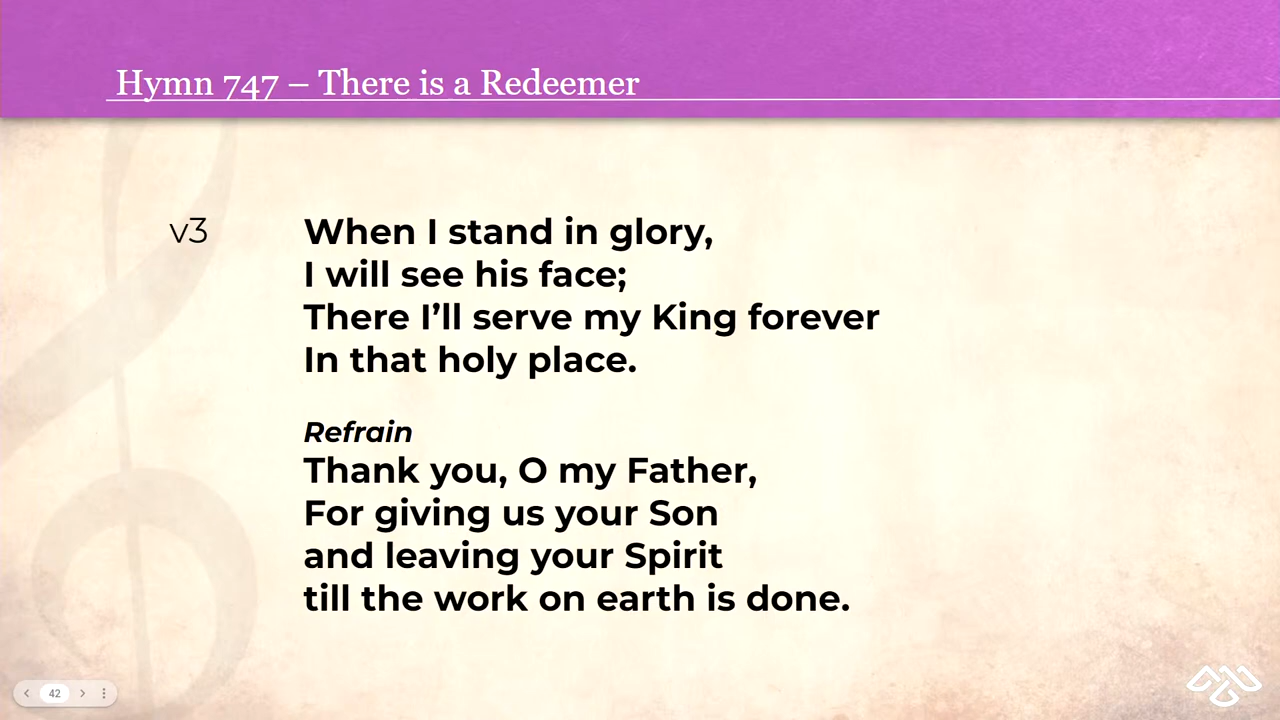 Hymn 747 – There is a Redeemer
v3
When I stand in glory,
I will see his face;
There I’ll serve my King forever
In that holy place.
Refrain
Thank you, O my Father,
For giving us your Son
and leaving your Spirit
till the work on earth is done.
42